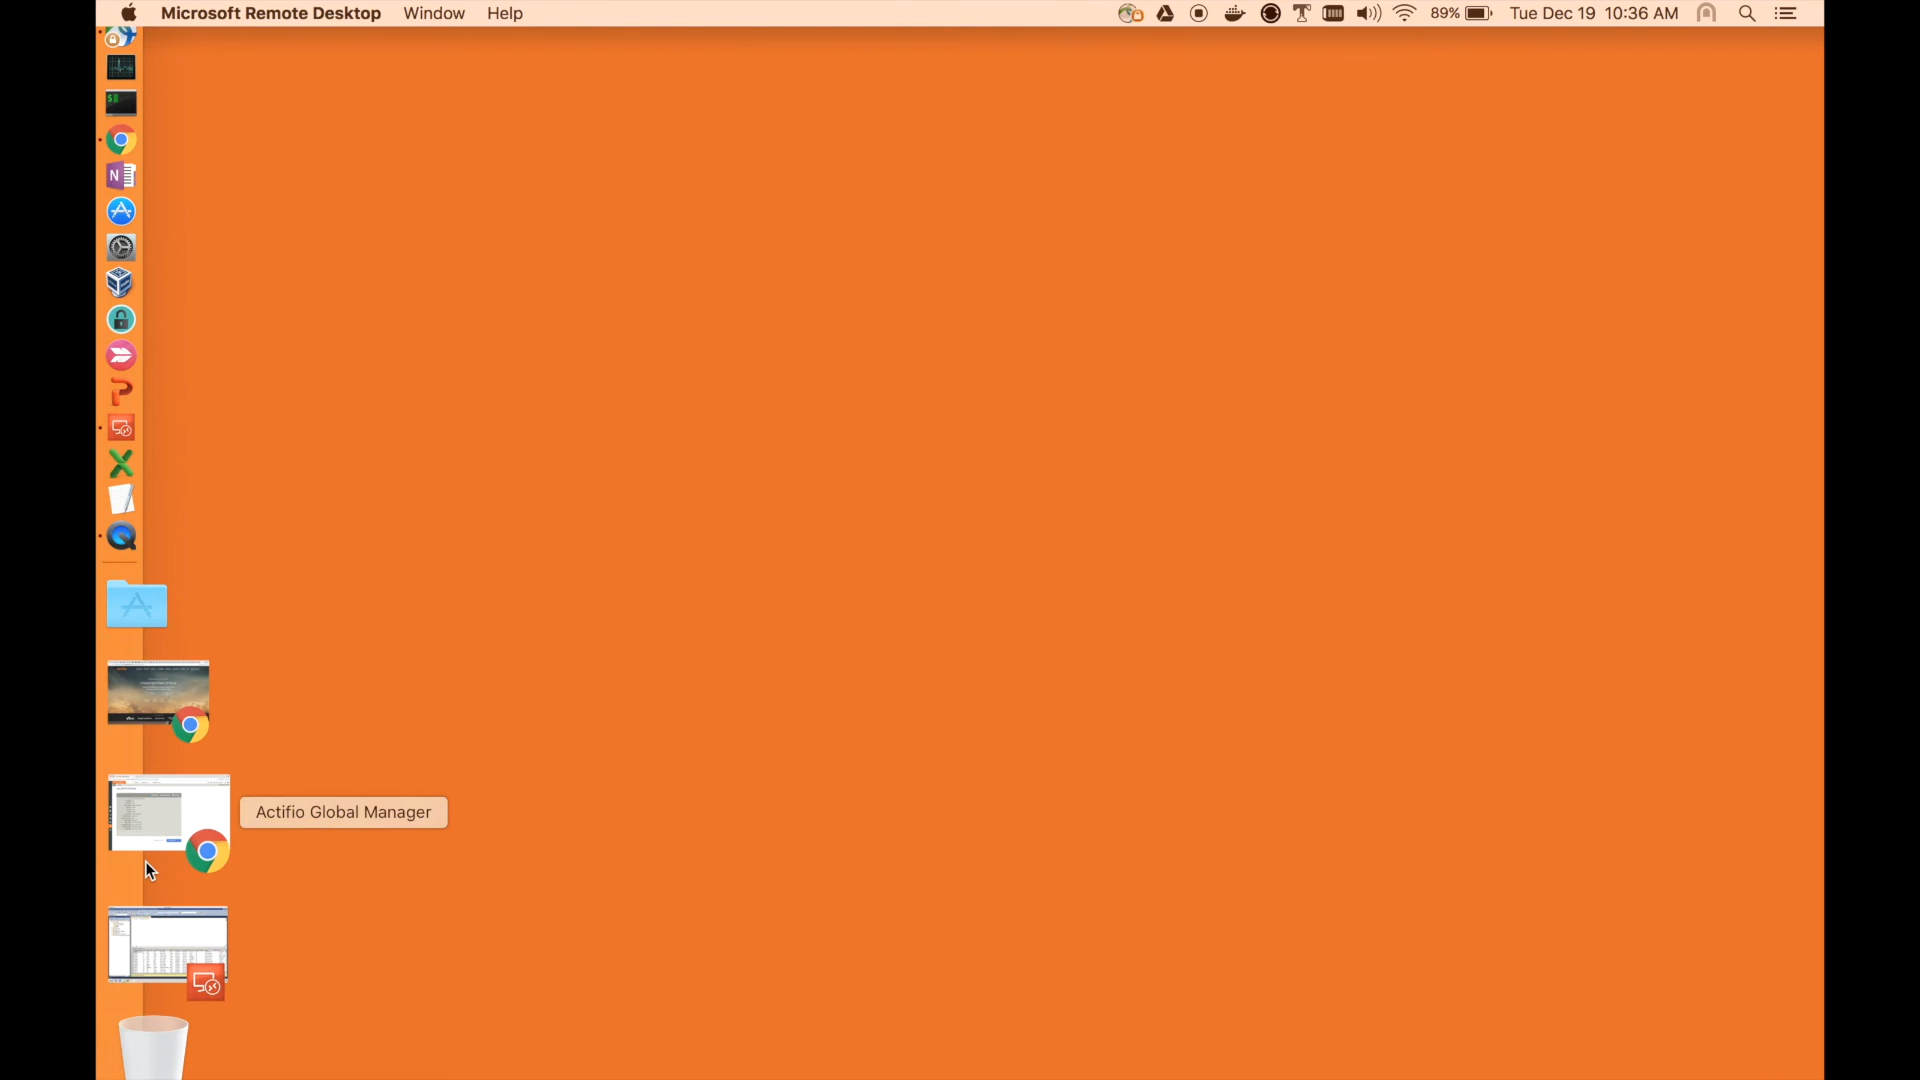 Microsoft Remote Desktop Window Help 89% Tue Dec 19 10:36 AM
$
N
Actifio Global Manager